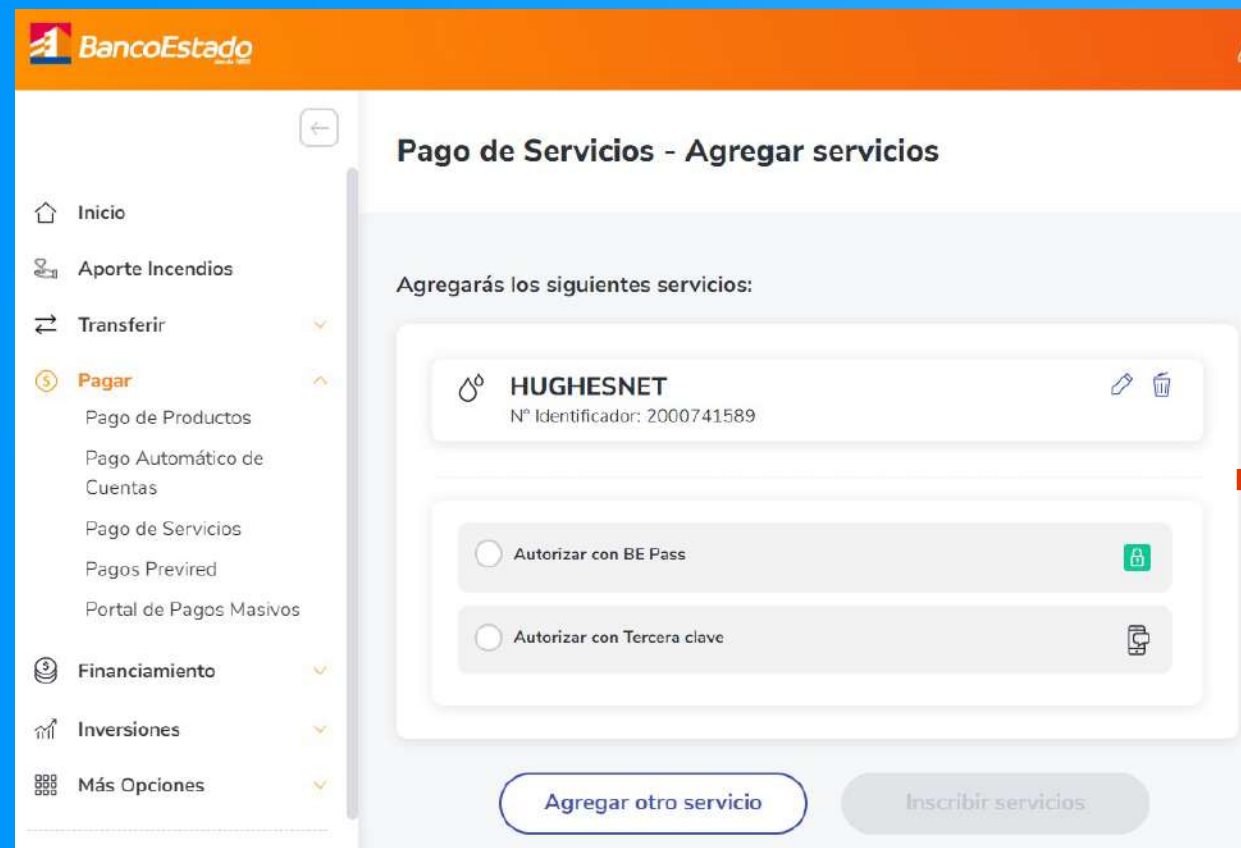 BancoEstado
Pago de Servicios - Agregar servicios
Inicio
Aporte Incendios
Transferir
Pagar
Pago de Productos
Pago Automático de
Cuentas
Pago de Servicios
Pagos Previred
Portal de Pagos Masivos
Financiamiento
Inversiones
Más Opciones
Agregarás los siguientes servicios:
HUGHESNET
N° Identificador: 2000741589
Autorizar con BE Pass
Autorizar con Tercera clave
Agregar otro servicio
Inscribir servicios